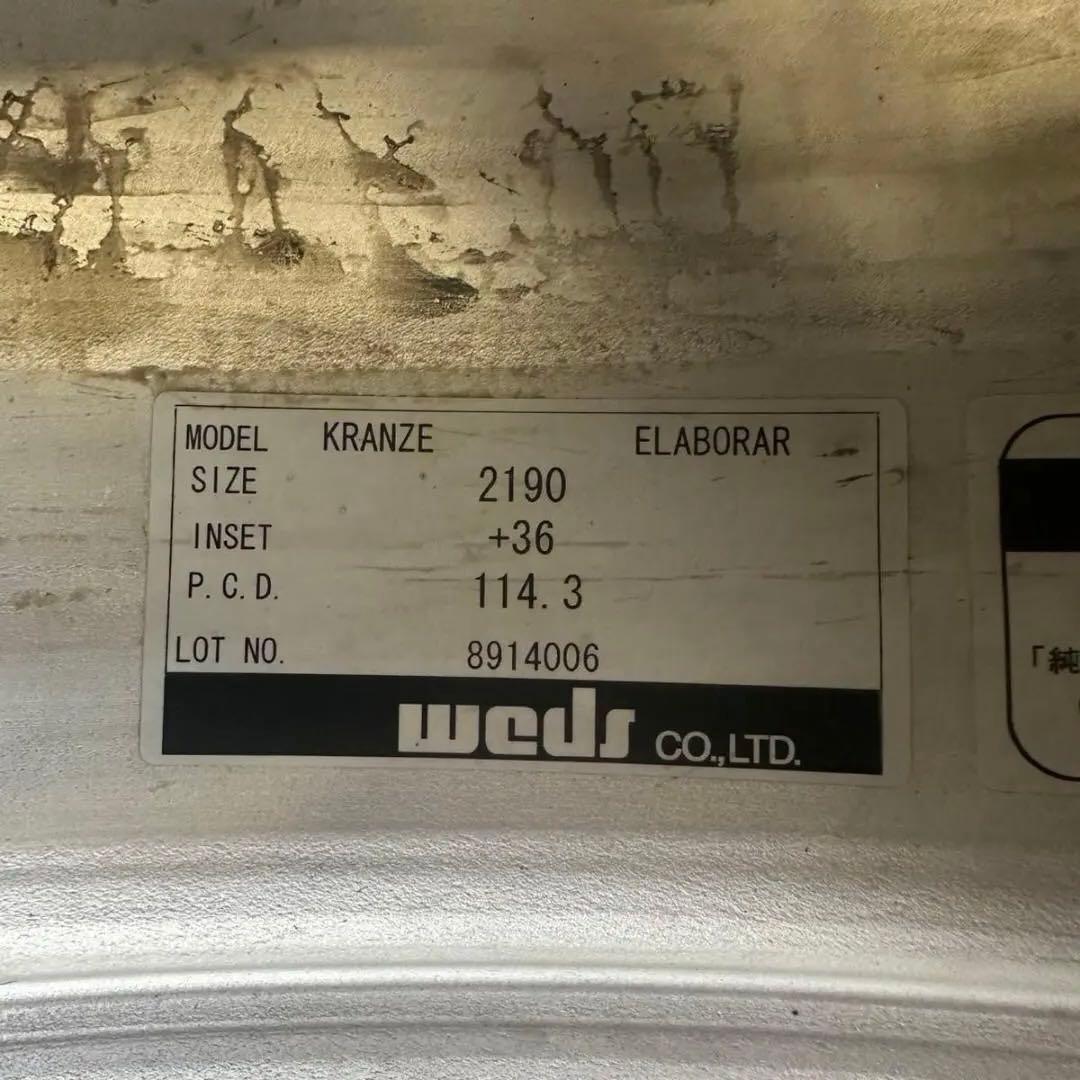 MODEL KRANZE ELABORAR
SIZE 2190
INSET +36
P.C.D. 114.3
LOT NO. 8914006
weds CO.,LTD.
「純